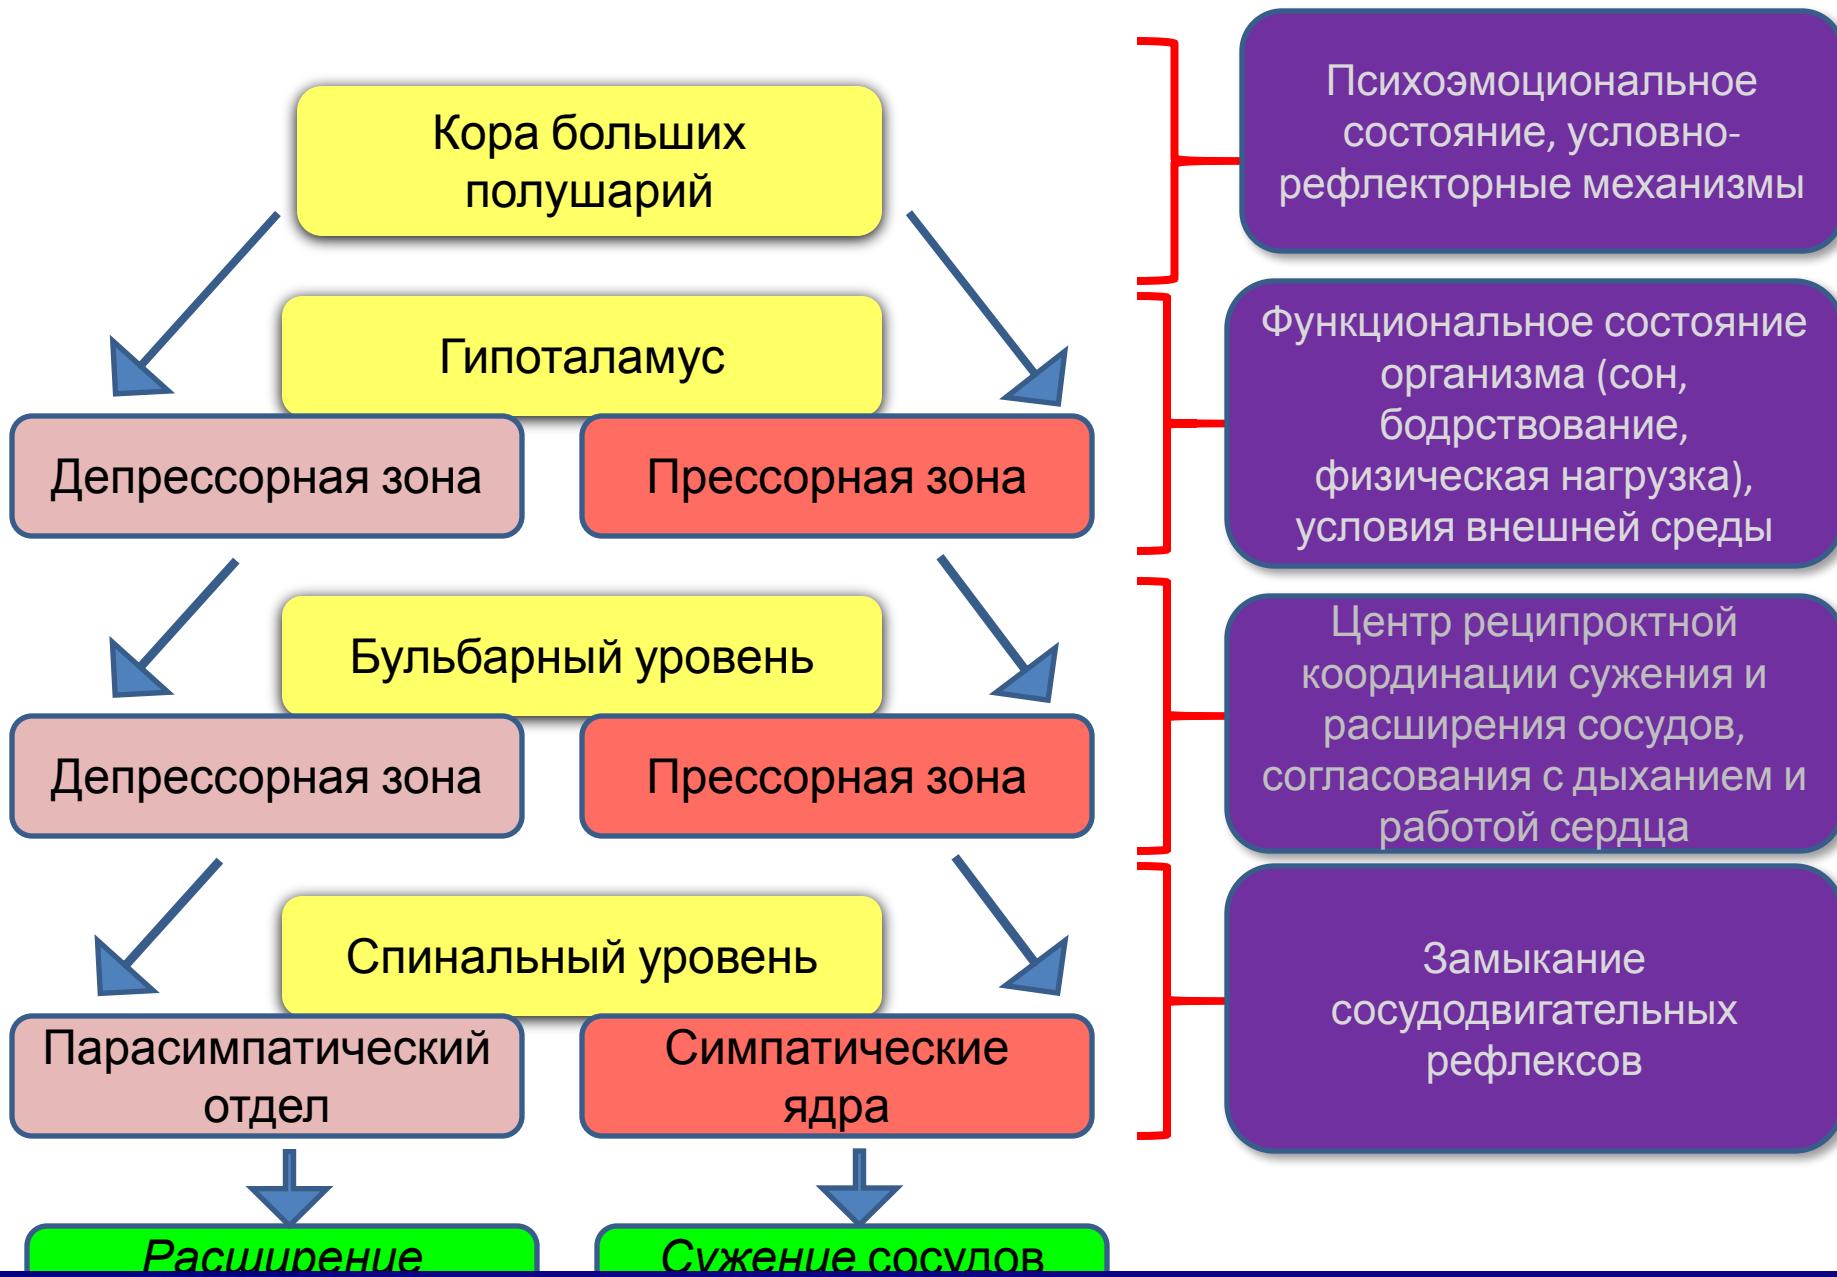 Кора больших
полушарий
Психоэмоциональное
состояние, условно-
рефлекторные механизмы
Гипоталамус
Депрессорная зона
Прессорная зона
Функциональное состояние
организма (сон,
бодрствование,
физическая нагрузка),
условия внешней среды
Бульбарный уровень
Депрессорная зона
Прессорная зона
Центр реципроктной
координации сужения и
расширения сосудов,
согласования с дыханием и
работой сердца
Спинальный уровень
Парасимпатический
отдел
Симпатические
ядра
Замыкание
сосудодвигательных
рефлексов
Расширение
Сужение сосудов